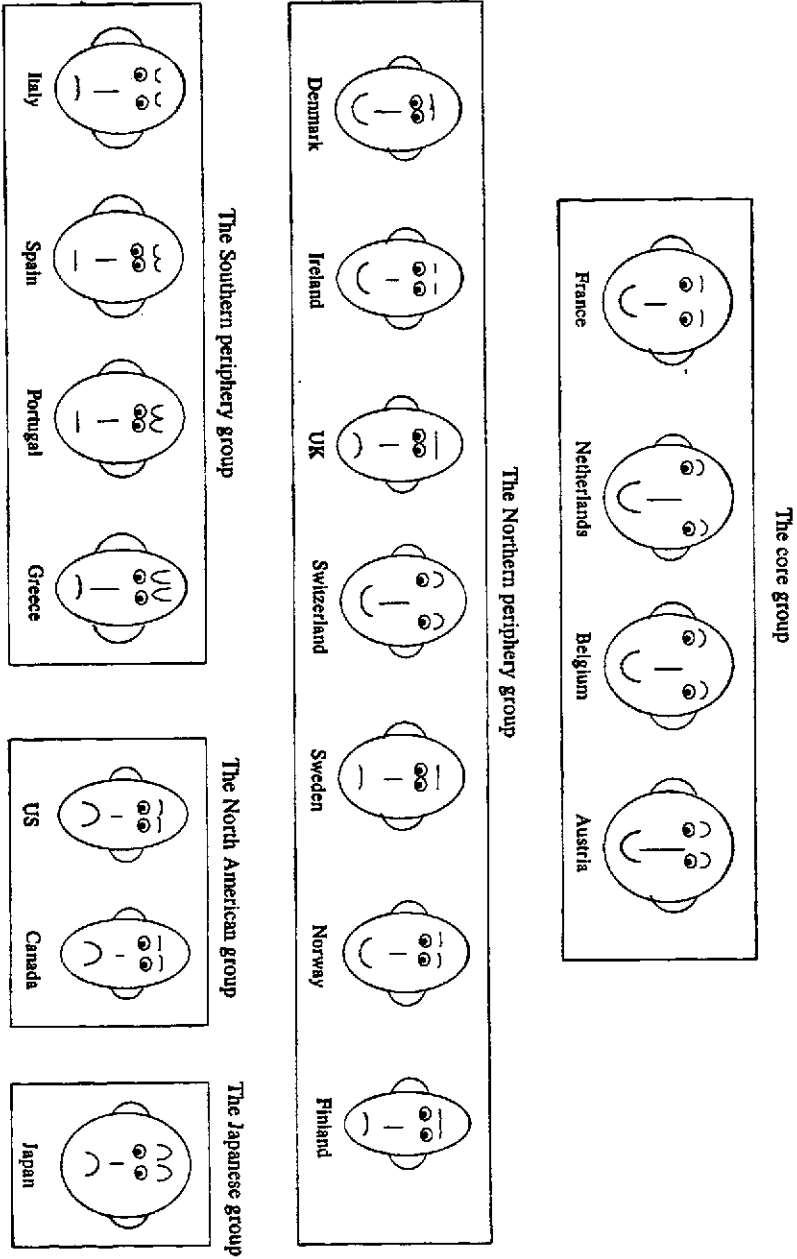 The core group
France Netherlands Belgium Austria
The Northern periphery group
Denmark Ireland UK Switzerland Sweden Norway Finland
The Southern periphery group
Italy Spain Portugal Greece
The North American group
US Canada
The Japanese group
Japan